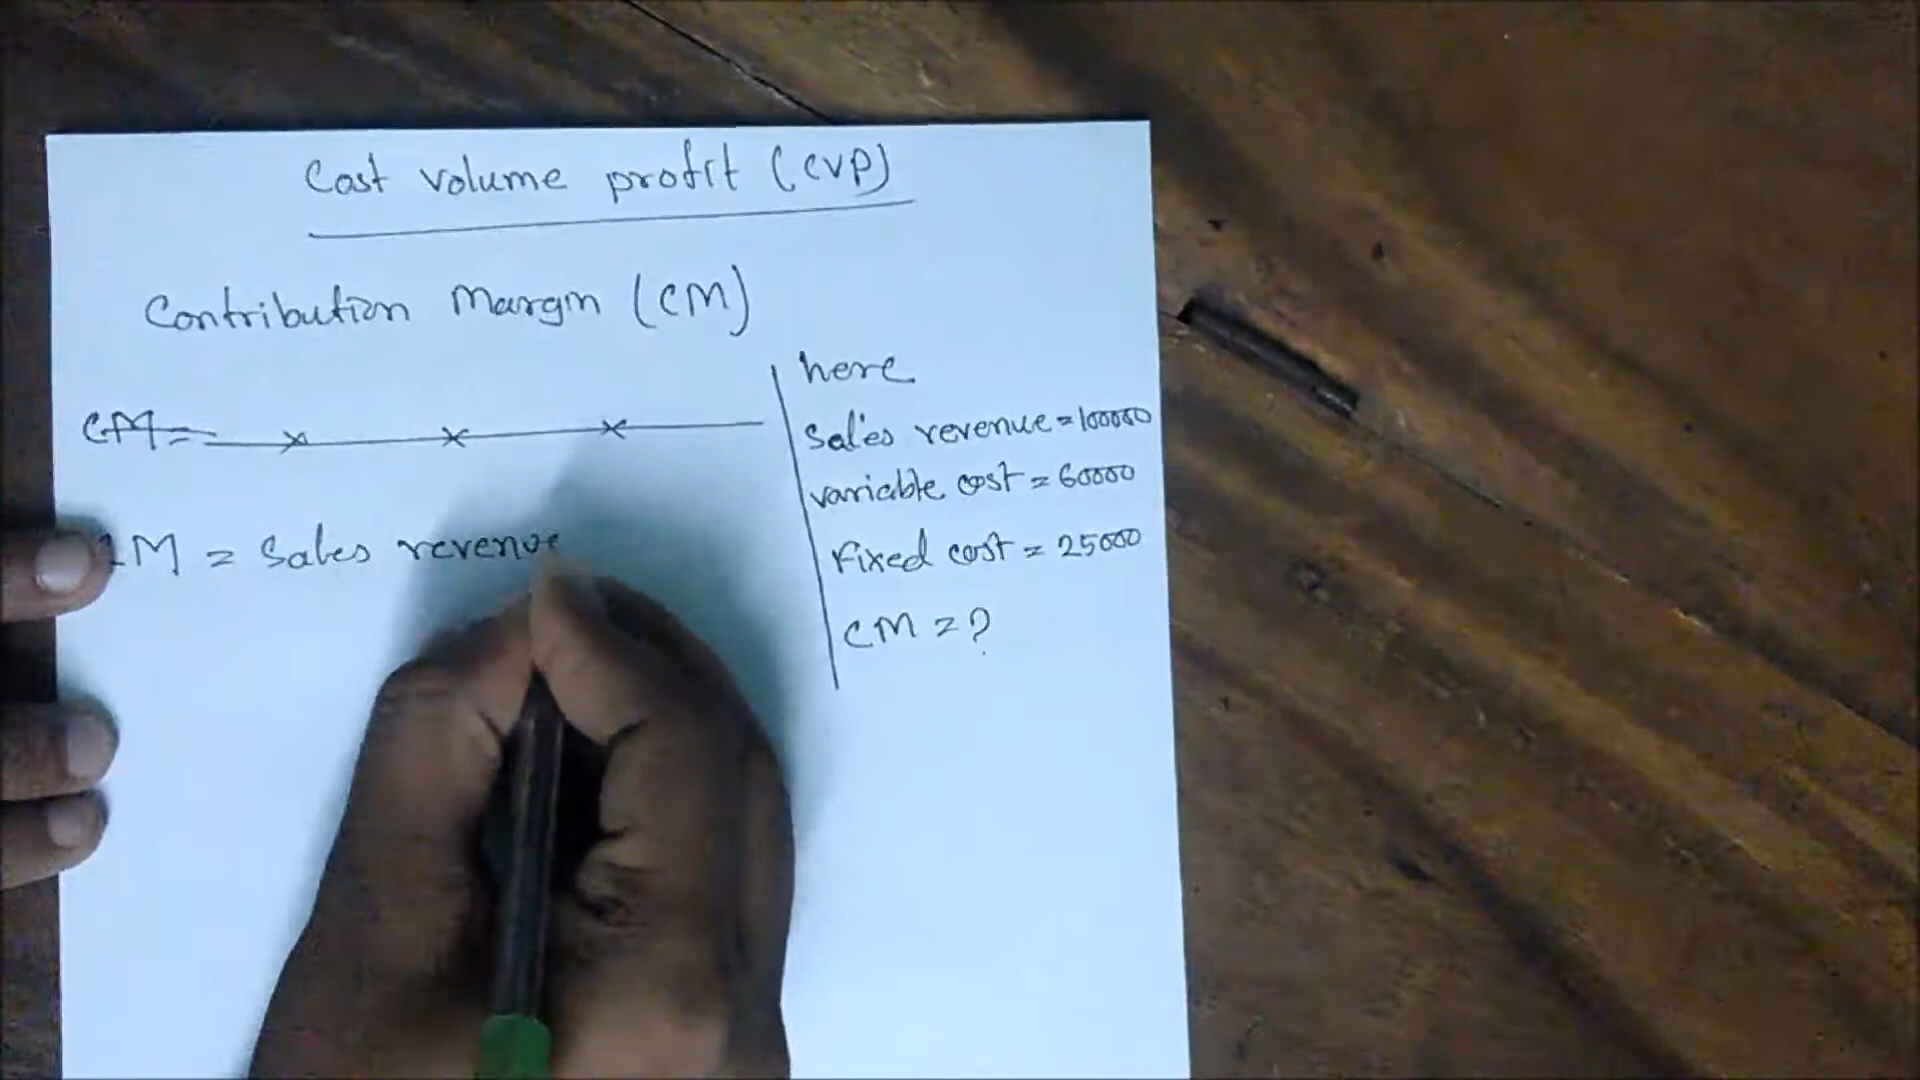 Cost volume profit (CVP)
Contribution Margin (CM)
CM =
CM = Sales revenue
here
Sales revenue = 100000
variable cost = 60000
Fixed cost = 25000
CM = ?